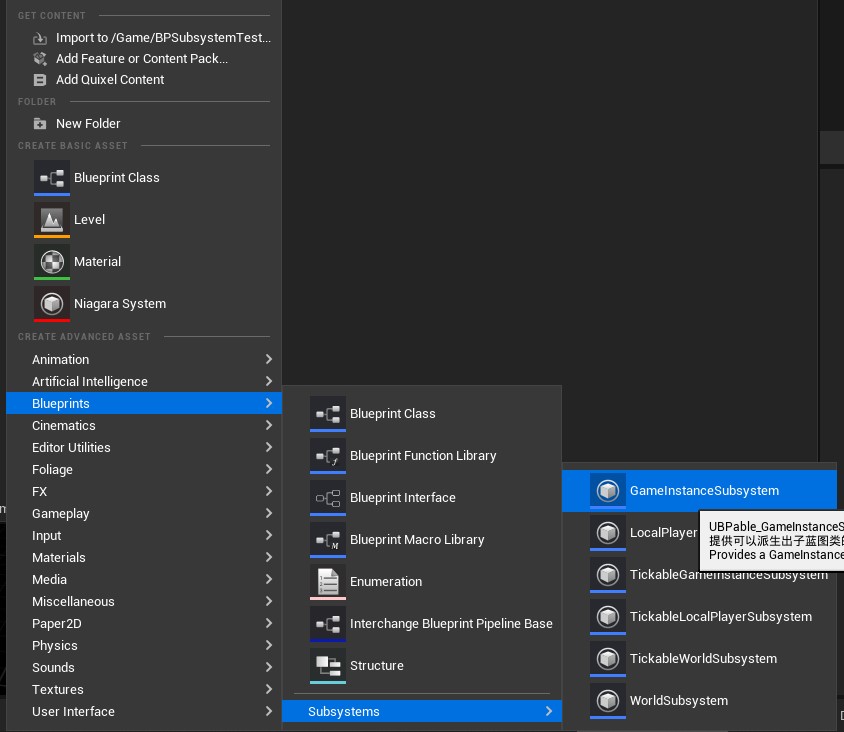 GET CONTENT
Import to /Game/BPSubsystemTest...
Add Feature or Content Pack...
Add Quixel Content
FOLDER
New Folder
CREATE BASIC ASSET
Blueprint Class
Level
Material
Niagara System
CREATE ADVANCED ASSET
Animation
Artificial Intelligence
Blueprints
Cinematics
Editor Utilities
Foliage
FX
Gameplay
Input
Materials
Media
Miscellaneous
Paper2D
Physics
Sounds
Textures
User Interface
Blueprint Class
Blueprint Function Library
Blueprint Interface
Blueprint Macro Library
Enumeration
Interchange Blueprint Pipeline Base
Structure
Subsystems
GameInstanceSubsystem
LocalPlayer
TickableGameInstanceSubsystem
TickableLocalPlayerSubsystem
TickableWorldSubsystem
WorldSubsystem
UBPable_GameInstanceS
提供可以派生出子蓝图类的
Provides a GameInstance